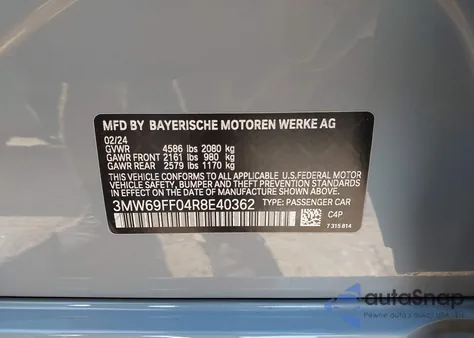 MFD BY BAYERISCHE MOTOREN WERKE AG
02/24
GVWR 4586 lbs 2080 kg
GAWR FRONT 2161 lbs 980 kg
GAWR REAR 2579 lbs 1170 kg
THIS VEHICLE CONFORMS TO ALL APPLICABLE U.S.FEDERAL MOTOR
VEHICLE SAFETY, BUMPER, AND THEFT PREVENTION STANDARDS IN
EFFECT ON THE DATE OF MANUFACTURE SHOWN ABOVE.
3MW69FF04R8E40362 TYPE: PASSENGER CAR
C4P
7 315 814
autoSnap
Pewne auto z USA